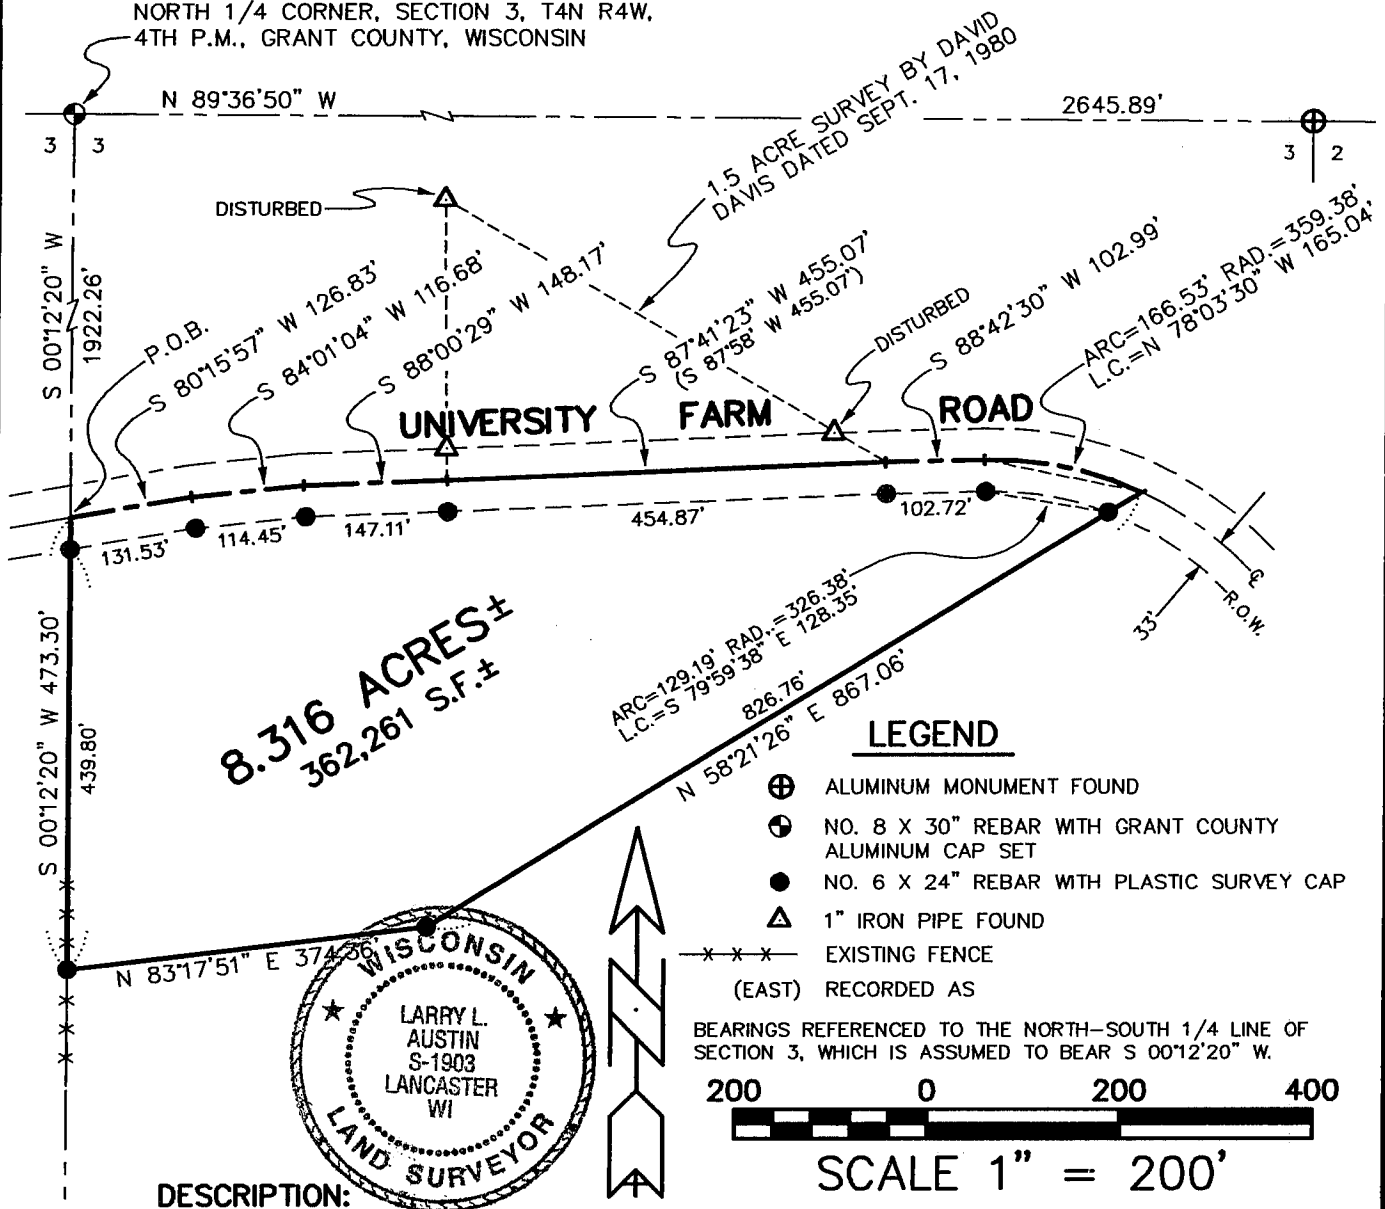 NORTH 1/4 CORNER, SECTION 3, T4N R4W,
4TH P.M., GRANT COUNTY, WISCONSIN
N 89°36'50" W
2645.89'
3 3
3 2
1.5 ACRE SURVEY BY DAVID
DAVIS DATED SEPT. 17, 1980
DISTURBED
S 00°12'20" W
1922.26'
P.O.B.
S 80°15'57" W 126.83'
S 84°01'04" W 116.68'
S 88°00'29" W 148.17'
S 87°41'23" W 455.07'
(S 87°58' W 455.07')
DISTURBED
S 88°42'30" W 102.99'
ARC=166.53' RAD.=359.38'
L.C.=N 78°03'30" W 165.04'
UNIVERSITY FARM ROAD
131.53'
114.45'
147.11'
454.87'
102.72'
℄
R.O.W.
33'
ARC=129.19' RAD.=326.38'
L.C.=S 79°59'38" E 128.35'
826.76'
N 58°21'26" E 867.06'
8.316 ACRES±
362,261 S.F.±
S 00°12'20" W 473.30'
439.80'
N 83°17'51" E 374.36'
LEGEND
ALUMINUM MONUMENT FOUND
NO. 8 X 30" REBAR WITH GRANT COUNTY
ALUMINUM CAP SET
NO. 6 X 24" REBAR WITH PLASTIC SURVEY CAP
1" IRON PIPE FOUND
x x x EXISTING FENCE
(EAST) RECORDED AS
BEARINGS REFERENCED TO THE NORTH-SOUTH 1/4 LINE OF
SECTION 3, WHICH IS ASSUMED TO BEAR S 00°12'20" W.
200 0 200 400
SCALE 1" = 200'
N
WISCONSIN
LARRY L.
AUSTIN
S-1903
LANCASTER
WI
LAND SURVEYOR
DESCRIPTION: